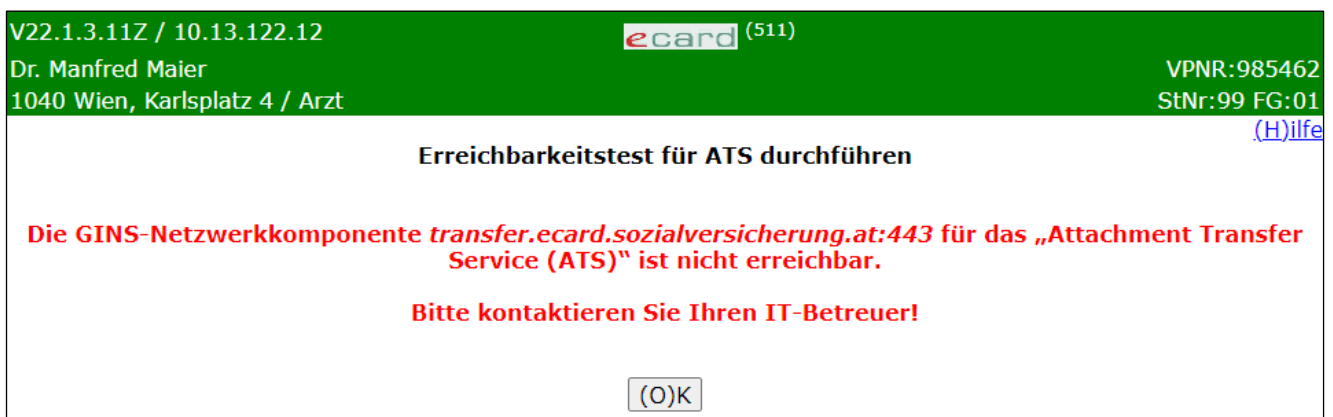 V22.1.3.11Z / 10.13.122.12
ecard (511)
Dr. Manfred Maier
VPNR:985462
1040 Wien, Karlsplatz 4 / Arzt
StNr:99 FG:01
(H)ilfe
Erreichbarkeitstest für ATS durchführen
Die GINS-Netzwerkkomponente transfer.ecard.sozialversicherung.at:443 für das „Attachment Transfer
Service (ATS)“ ist nicht erreichbar.
Bitte kontaktieren Sie Ihren IT-Betreuer!
(O)K